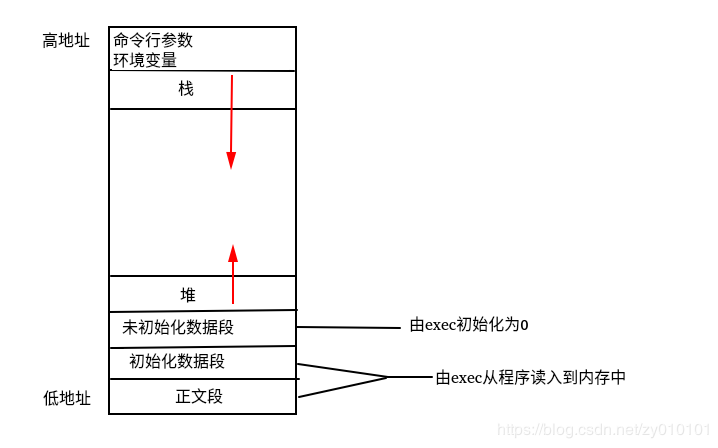 高地址
命令行参数
环境变量
栈
堆
未初始化数据段
由exec初始化为0
初始化数据段
由exec从程序读入到内存中
低地址
正文段
https://blog.csdn.net/zy010101